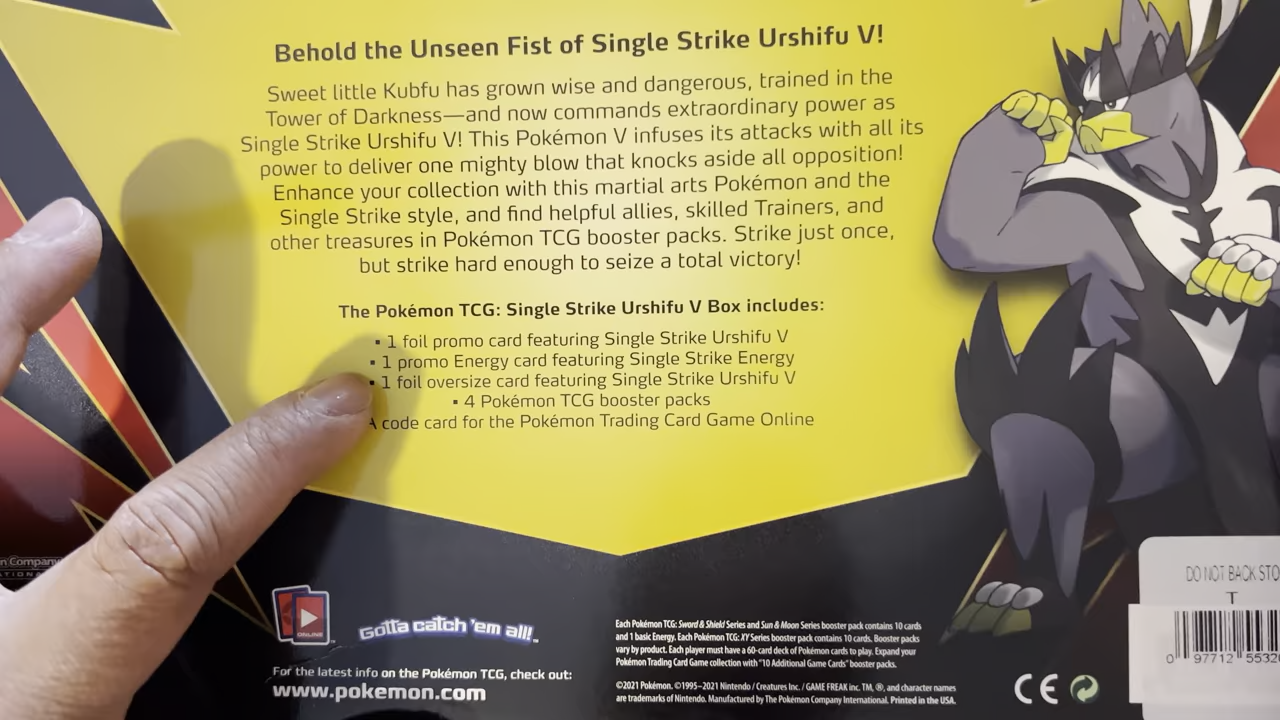 Behold the Unseen Fist of Single Strike Urshifu V!
Sweet little Kubfu has grown wise and dangerous, trained in the
Tower of Darkness—and now commands extraordinary power as
Single Strike Urshifu V! This Pokémon V infuses its attacks with all its
power to deliver one mighty blow that knocks aside all opposition!
Enhance your collection with this martial arts Pokémon and the
Single Strike style, and find helpful allies, skilled Trainers, and
other treasures in Pokémon TCG booster packs. Strike just once,
but strike hard enough to seize a total victory!
The Pokémon TCG: Single Strike Urshifu V Box includes:
▪ 1 foil promo card featuring Single Strike Urshifu V
▪ 1 promo Energy card featuring Single Strike Energy
▪ 1 foil oversize card featuring Single Strike Urshifu V
▪ 4 Pokémon TCG booster packs
A code card for the Pokémon Trading Card Game Online
n Company
ONLINE
Gotta catch 'em all!™
For the latest info on the Pokémon TCG, check out:
www.pokemon.com
Each Pokémon TCG: Sword & Shield Series and Sun & Moon Series booster pack contains 10 cards
and 1 basic Energy. Each Pokémon TCG: XY Series booster pack contains 10 cards. Booster packs
vary by product. Each player must have a 60-card deck of Pokémon cards to play. Expand your
Pokémon Trading Card Game collection with "10 Additional Game Cards" booster packs.
©2021 Pokémon. ©1995–2021 Nintendo / Creatures Inc. / GAME FREAK inc. TM, ®, and character names
are trademarks of Nintendo. Manufactured by The Pokémon Company International. Printed in the USA.
CE
DO NOT BACK STO
T
0 97712 5532